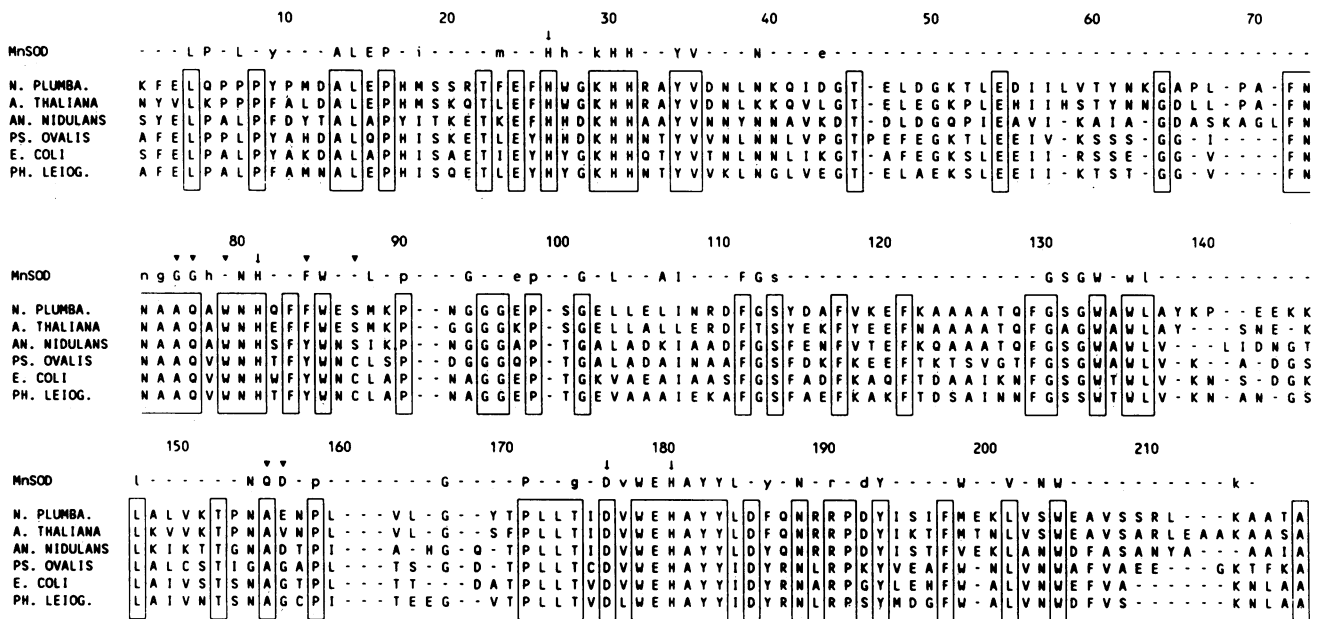 10 20 30 40 50 60 70
MnSOD - - - L P - L - y - - - A L E P - i - - - - m - - H h - k H H - - Y V - - - N - - - e - - - - - - - - - - - - - - - - - - - - - - - - - - - - - -
N. PLUMBA. K F E L Q P P P Y P M D A L E P H M S S R T F E F H W G K H H R A Y V D N L N K Q I D G T - E L D G K T L E D I I L V T Y N K G A P L - P A - F N
A. THALIANA N Y V L K P P P F A L D A L E P H M S K Q T L E F H W G K H H R A Y V D N L K K Q V L G T - E L E G K P L E H I I H S T Y N N G D L L - P A - F N
AN. NIDULANS S Y E L P A L P F D Y T A L A P Y I T K E T K E F H H D K H H A A Y V N N Y N N A V K D T - D L D G Q P I E A V I - K A I A - G D A S K A G L F N
PS. OVALIS A F E L P P L P Y A H D A L Q P H I S K E T L E Y H H D K H H N T Y V V N L N N L V P G T P E F E G K T L E E I V - K S S S - G G - I - - - F N
E. COLI S F E L P A L P Y A K D A L A P H I S A E T I E Y H Y G K H H Q T Y V T N L N N L I K G T - A F E G K S L E E I I - R S S E - G G - V - - - F N
PH. LEIOG. A F E L P A L P F A M N A L E P H I S Q E T L E Y H Y G K H H N T Y V V K L N G L V E G T - E L A E K S L E E I I - K T S T - G G - V - - - - F N
80 90 100 110 120 130 140
MnSOD n g G G h - N H - - F W - - L - p - - - G - - e p - - G - L - - A I - - - F G s - - - - - - - - - - - - - - - - G S G W - w l - - - - - - - - - -
N. PLUMBA. N A A Q A W N H Q F F W E S M K P - - N G G G E P - S G E L L E L I N R D F G S Y D A F V K E F K A A A A T Q F G S G W A W L A Y K P - - E E K K
A. THALIANA N A A Q A W N H E F F W E S M K P - - G G G G K P - S G E L L A L L E R D F T S Y E K F Y E E F N A A A A T Q F G A G W A W L A Y - - - S N E - K
AN. NIDULANS N A A Q A W N H S F Y W N S I K P - - N G G G A P - T G A L A D K I A A D F G S F E N F V T E F K Q A A A T Q F G S G W A W L V - - - L I D N G T
PS. OVALIS N A A Q V W N H T F Y W N C L S P - - D G G G Q P - T G A L A D A I N A A F G S F D K F K E E F T K T S V G T F G S G W A W L V - K - - A - D G S
E. COLI N A A Q V W N H W F Y W N C L A P - - N A G G E P - T G K V A E A I A A S F G S F A D F K A Q F T D A A I K N F G S G W T W L V - K N - S - D G K
PH. LEIOG. N A A Q V W N H T F Y W N C L A P - - N A G G E P - T G E V A A A I E K A F G S F A E F K A K F T D S A I N N F G S S W T W L V - K N - A N - G S
150 160 170 180 190 200 210
MnSOD l - - - - - - N Q D - p - - - - - - - G - - - - P - - g - D v W E H A Y Y L - y - N - r - d Y - - - - W - - V - N W - - - - - - - - - - k -
N. PLUMBA. L A L V K T P N A E N P L - - - V L - G - - Y T P L L T I D V W E H A Y Y L D F Q N R R P D Y I S I F M E K L V S W E A V S S R L - - - K A A T A
A. THALIANA L K V V K T P N A V N P L - - - V L - G - - S F P L L T I D V W E H A Y Y L D F Q N R R P D Y I K T F M T N L V S W E A V S A R L E A A K A A S A
AN. NIDULANS L K I K T T G N A D T P I - - - A - H G - Q - T P L L T I D V W E H A Y Y L D Y Q N R R P D Y I S T F V E K L A N W D F A S A N Y A - - - A A I A
PS. OVALIS L A L C S T I G A G A P L - - - T S - G - D - T P L L T C D V W E H A Y Y I D Y R N L R P K Y V E A F W - N L V N W A F V A E E - - - G K T F K A
E. COLI L A I V S T S N A G T P L - - - T T - - - D A T P L L T V D V W E H A Y Y I D Y R N A R P G Y L E H F W - A L V N W E F V A - - - - - K N L A A
PH. LEIOG. L A I V N T S N A G C P I - - - T E E G - - V T P L L T V D L W E H A Y Y I D Y R N L R P S Y M D G F W - A L V N W D F V S - - - - - K N L A A